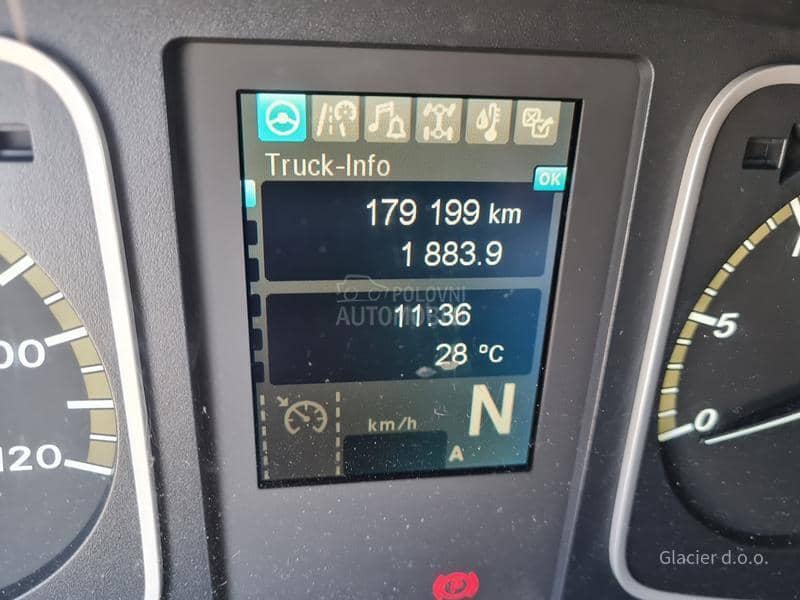 Truck-Info
OK
179 199 km
1 883.9
POLOVNI
AUTOMOBILI
11:36
28 °C
km/h
N
A
00
120
5
0
1
P
Glacier d.o.o.